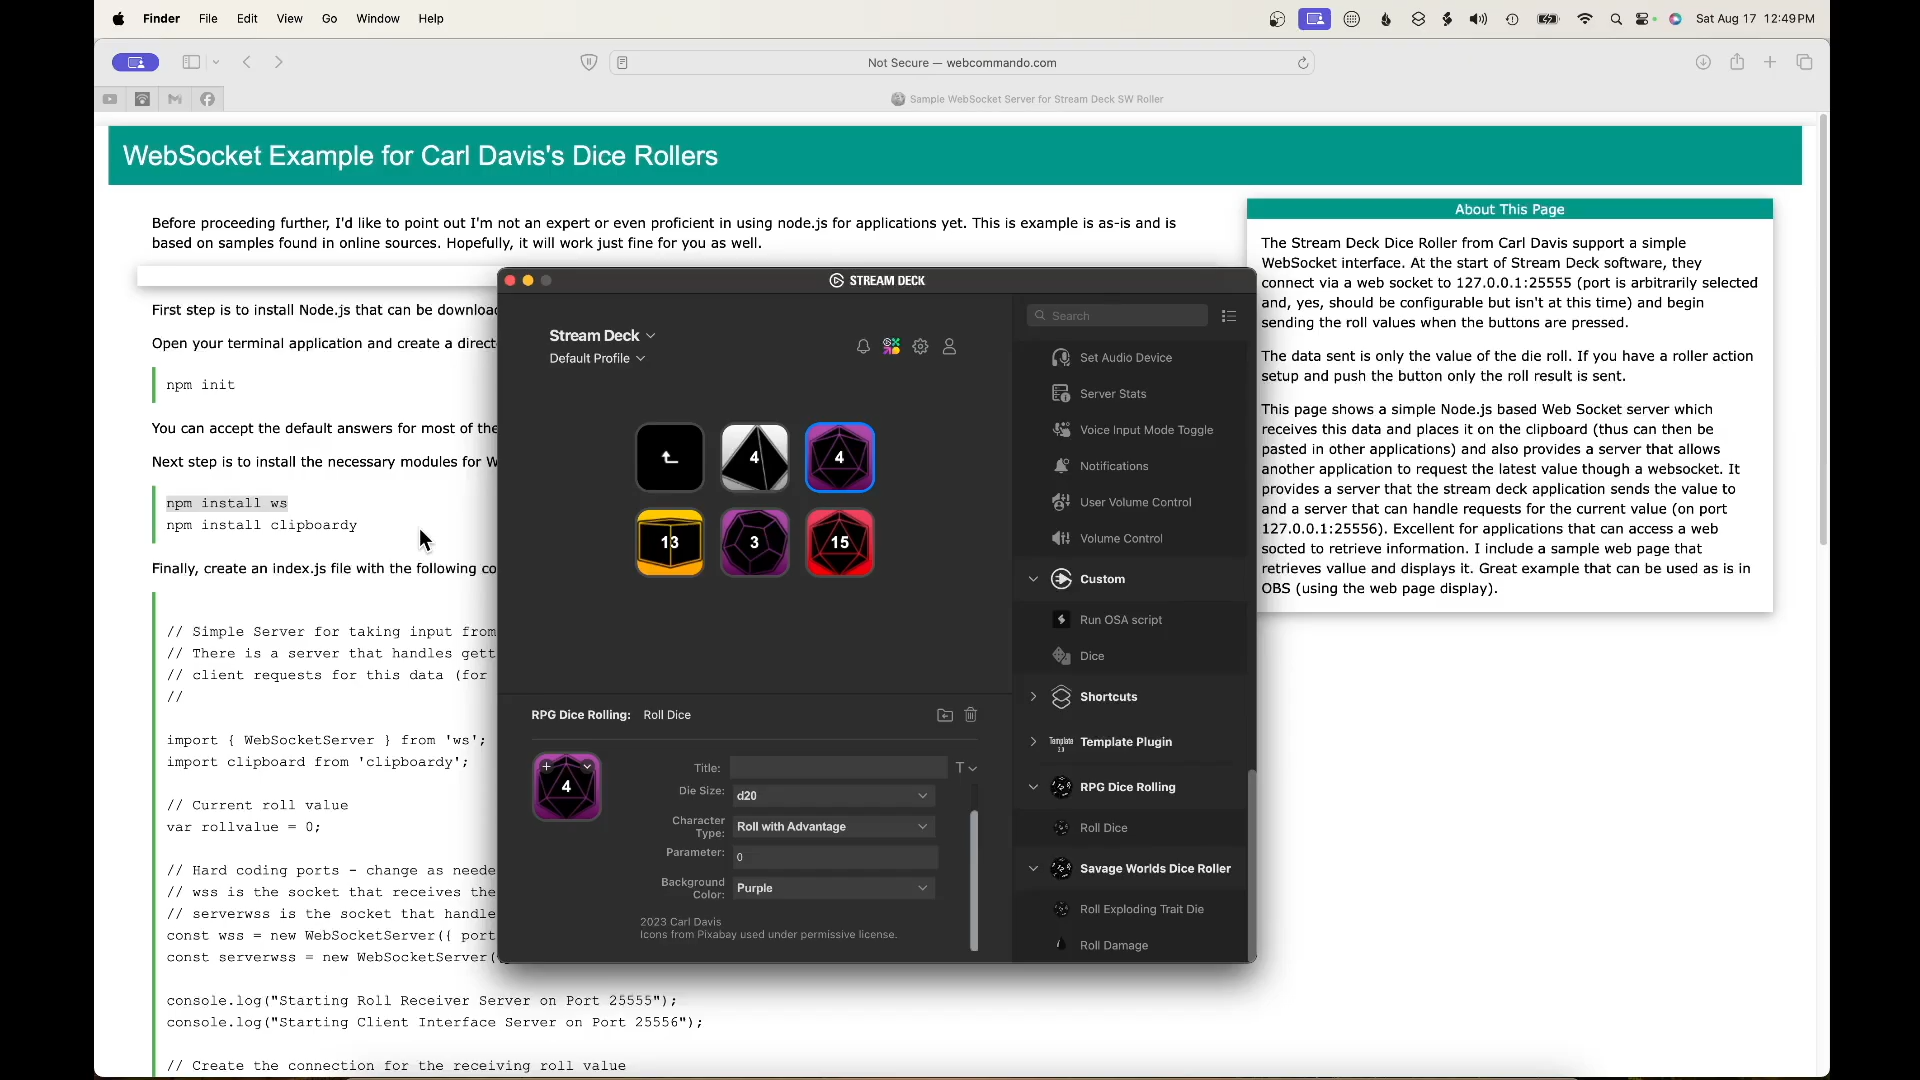 Finder File Edit View Go Window Help
Sat Aug 17 12:49 PM
Not Secure — webcommando.com
Sample WebSocket Server for Stream Deck SW Roller
WebSocket Example for Carl Davis's Dice Rollers
Before proceeding further, I'd like to point out I'm not an expert or even proficient in using node.js for applications yet. This is example is as-is and is
based on samples found in online sources. Hopefully, it will work just fine for you as well.
First step is to install Node.js that can be downloa
Open your terminal application and create a direct
npm init
You can accept the default answers for most of the
Next step is to install the necessary modules for W
npm install ws
npm install clipboardy
Finally, create an index.js file with the following co
// Simple Server for taking input from
// There is a server that handles gett
// client requests for this data (for
//
import { WebSocketServer } from 'ws';
import clipboard from 'clipboardy';
// Current roll value
var rollvalue = 0;
// Hard coding ports - change as neede
// wss is the socket that receives the
// serverwss is the socket that handle
const wss = new WebSocketServer({ port
const serverwss = new WebSocketServer({
console.log("Starting Roll Receiver Server on Port 25555");
console.log("Starting Client Interface Server on Port 25556");
// Create the connection for the receiving roll value
STREAM DECK
Stream Deck
Default Profile
4
4
13
3
15
RPG Dice Rolling: Roll Dice
4
Title:
T
Die Size:
d20
Character
Type:
Roll with Advantage
Parameter:
0
Background
Color:
Purple
2023 Carl Davis
Icons from Pixabay used under permissive license.
Search
Set Audio Device
Server Stats
Voice Input Mode Toggle
Notifications
User Volume Control
Volume Control
Custom
Run OSA script
Dice
Shortcuts
Template
2.0
Template Plugin
RPG Dice Rolling
Roll Dice
Savage Worlds Dice Roller
Roll Exploding Trait Die
Roll Damage
About This Page
The Stream Deck Dice Roller from Carl Davis support a simple
WebSocket interface. At the start of Stream Deck software, they
connect via a web socket to 127.0.0.1:25555 (port is arbitrarily selected
and, yes, should be configurable but isn't at this time) and begin
sending the roll values when the buttons are pressed.
The data sent is only the value of the die roll. If you have a roller action
setup and push the button only the roll result is sent.
This page shows a simple Node.js based Web Socket server which
receives this data and places it on the clipboard (thus can then be
pasted in other applications) and also provides a server that allows
another application to request the latest value though a websocket. It
provides a server that the stream deck application sends the value to
and a server that can handle requests for the current value (on port
127.0.0.1:25556). Excellent for applications that can access a web
socted to retrieve information. I include a sample web page that
retrieves vallue and displays it. Great example that can be used as is in
OBS (using the web page display).